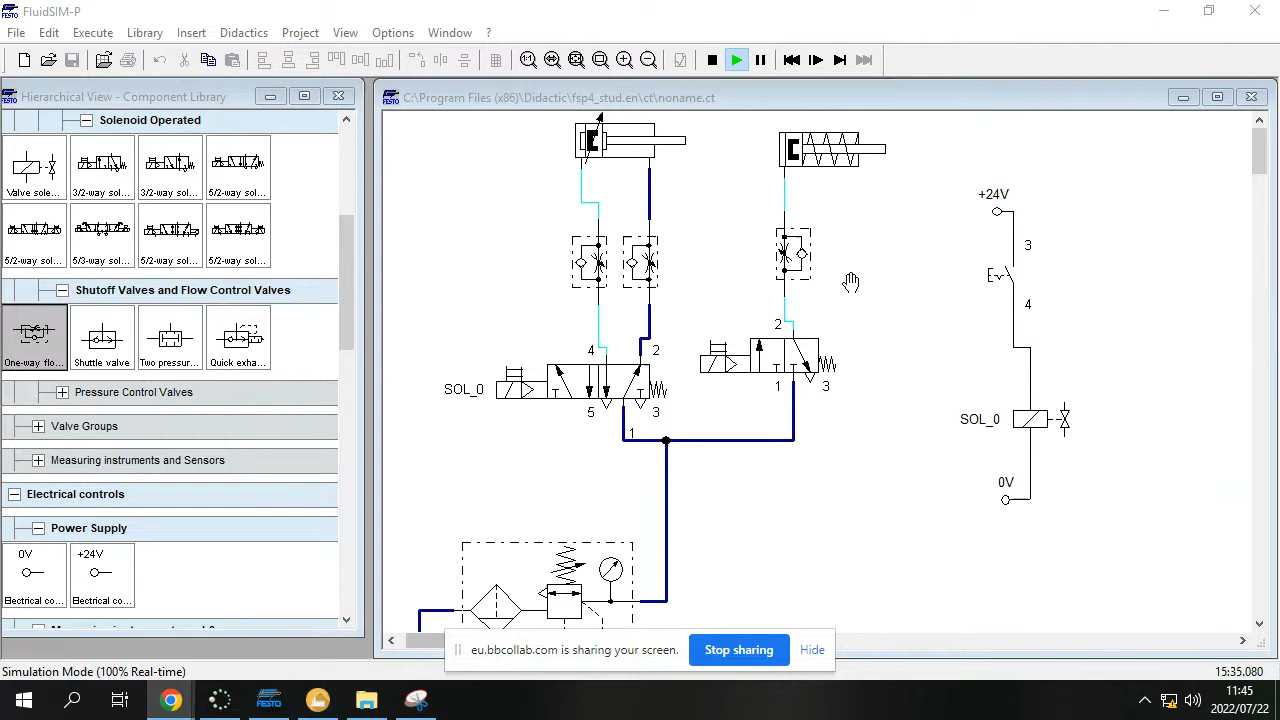 FluidSIM-P
File Edit Execute Library Insert Didactics Project View Options Window ?
FESTO Hierarchical View - Component Library
FESTO C:\Program Files (x86)\Didactic\fsp4_stud.en\ct\noname.ct
Solenoid Operated
Valve sole... 3/2-way sol... 3/2-way sol... 5/2-way sol...
5/2-way sol... 5/3-way sol... 5/2-way sol... 5/2-way sol...
Shutoff Valves and Flow Control Valves
One-way flo... Shuttle valve Two pressur... Quick exha...
Pressure Control Valves
Valve Groups
Measuring instruments and Sensors
Electrical controls
Power Supply
0V +24V
Electrical co... Electrical co...
+24V
3
4
2
4 2
SOL_0
1 3
5 3
1
SOL_0
0V
eu.bbcollab.com is sharing your screen. Stop sharing Hide
Simulation Mode (100% Real-time) 15:35.080
FESTO
11:45
2022/07/22